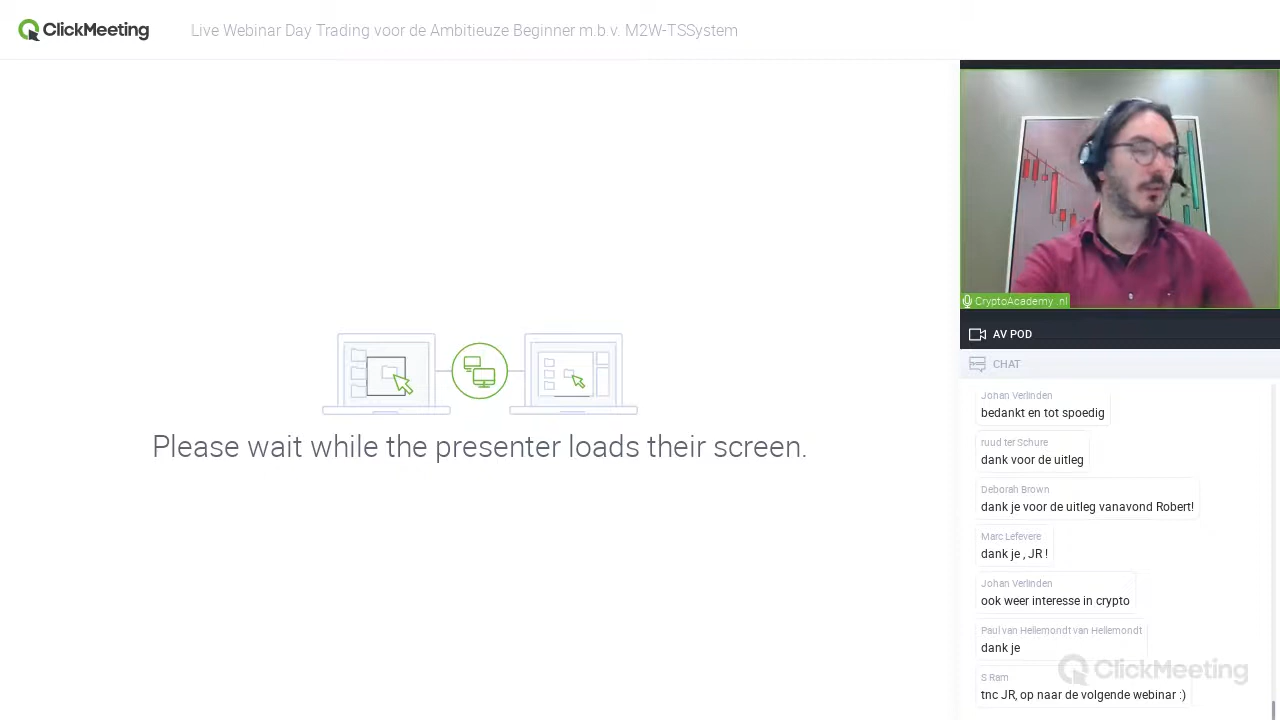 ClickMeeting
Live Webinar Day Trading voor de Ambitieuze Beginner m.b.v. M2W-TSSystem
Please wait while the presenter loads their screen.
CryptoAcademy .nl
AV POD
CHAT
Johan Verlinden
bedankt en tot spoedig
ruud ter Schure
dank voor de uitleg
Deborah Brown
dank je voor de uitleg vanavond Robert!
Marc Lefevere
dank je , JR !
Johan Verlinden
ook weer interesse in crypto
Paul van Hellemondt van Hellemondt
dank je
ClickMeeting
S Ram
tnc JR, op naar de volgende webinar :)